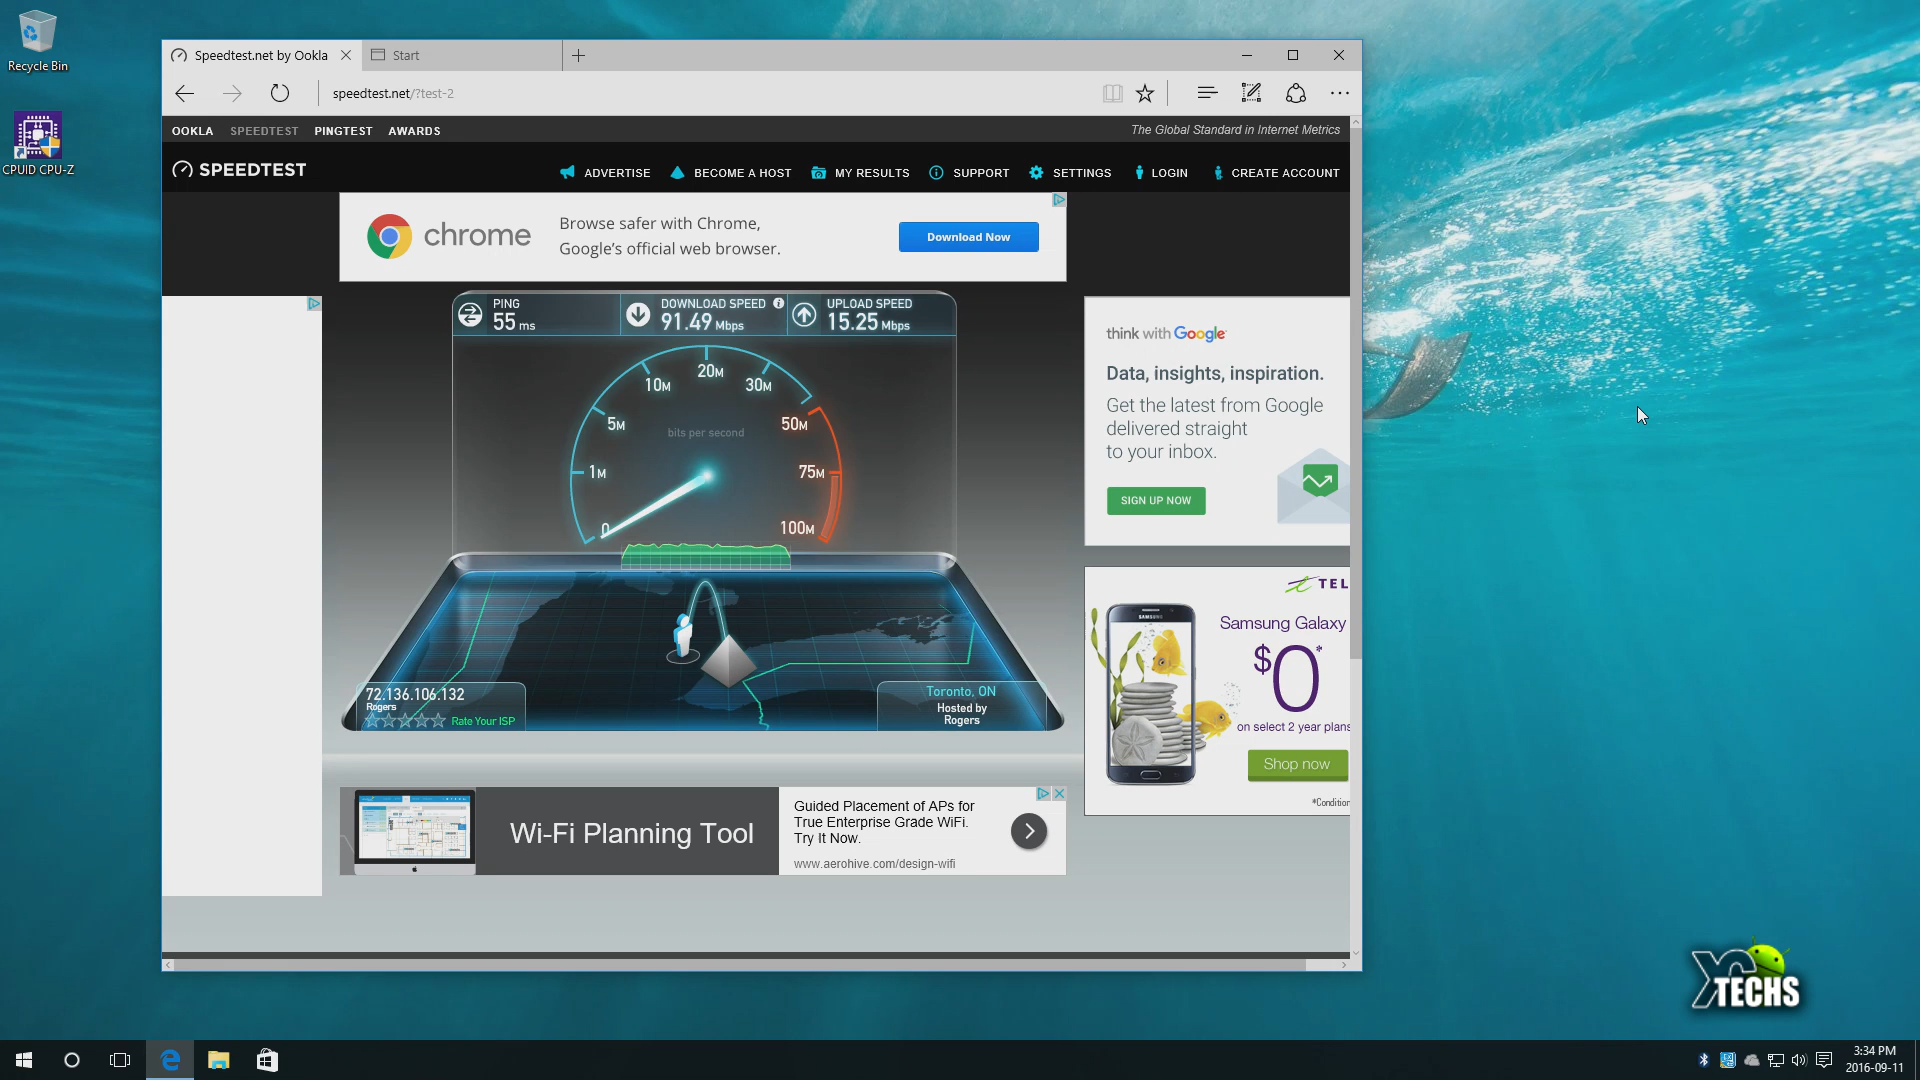 Recycle Bin
CPUID CPU-Z
Speedtest.net by Ookla
Start
speedtest.net/?test-2
OOKLA SPEEDTEST PINGTEST AWARDS
The Global Standard in Internet Metrics
SPEEDTEST
ADVERTISE BECOME A HOST MY RESULTS SUPPORT SETTINGS LOGIN CREATE ACCOUNT
chrome
Browse safer with Chrome,
Google's official web browser.
Download Now
PING
55 ms
DOWNLOAD SPEED
91.49 Mbps
UPLOAD SPEED
15.25 Mbps
20M
10M
30M
5M
50M
bits per second
1M
75M
0
100M
72.136.106.132
Rogers
Rate Your ISP
Toronto, ON
Hosted by
Rogers
think with Google
Data, insights, inspiration.
Get the latest from Google
delivered straight
to your inbox.
SIGN UP NOW
TEL
SAMSUNG
Samsung Galaxy
$0*
on select 2 year plans
Shop now
*Condition
Wi-Fi Planning Tool
Guided Placement of APs for
True Enterprise Grade WiFi.
Try It Now.
www.aerohive.com/design-wifi
TECHS
3:34 PM
2016-09-11